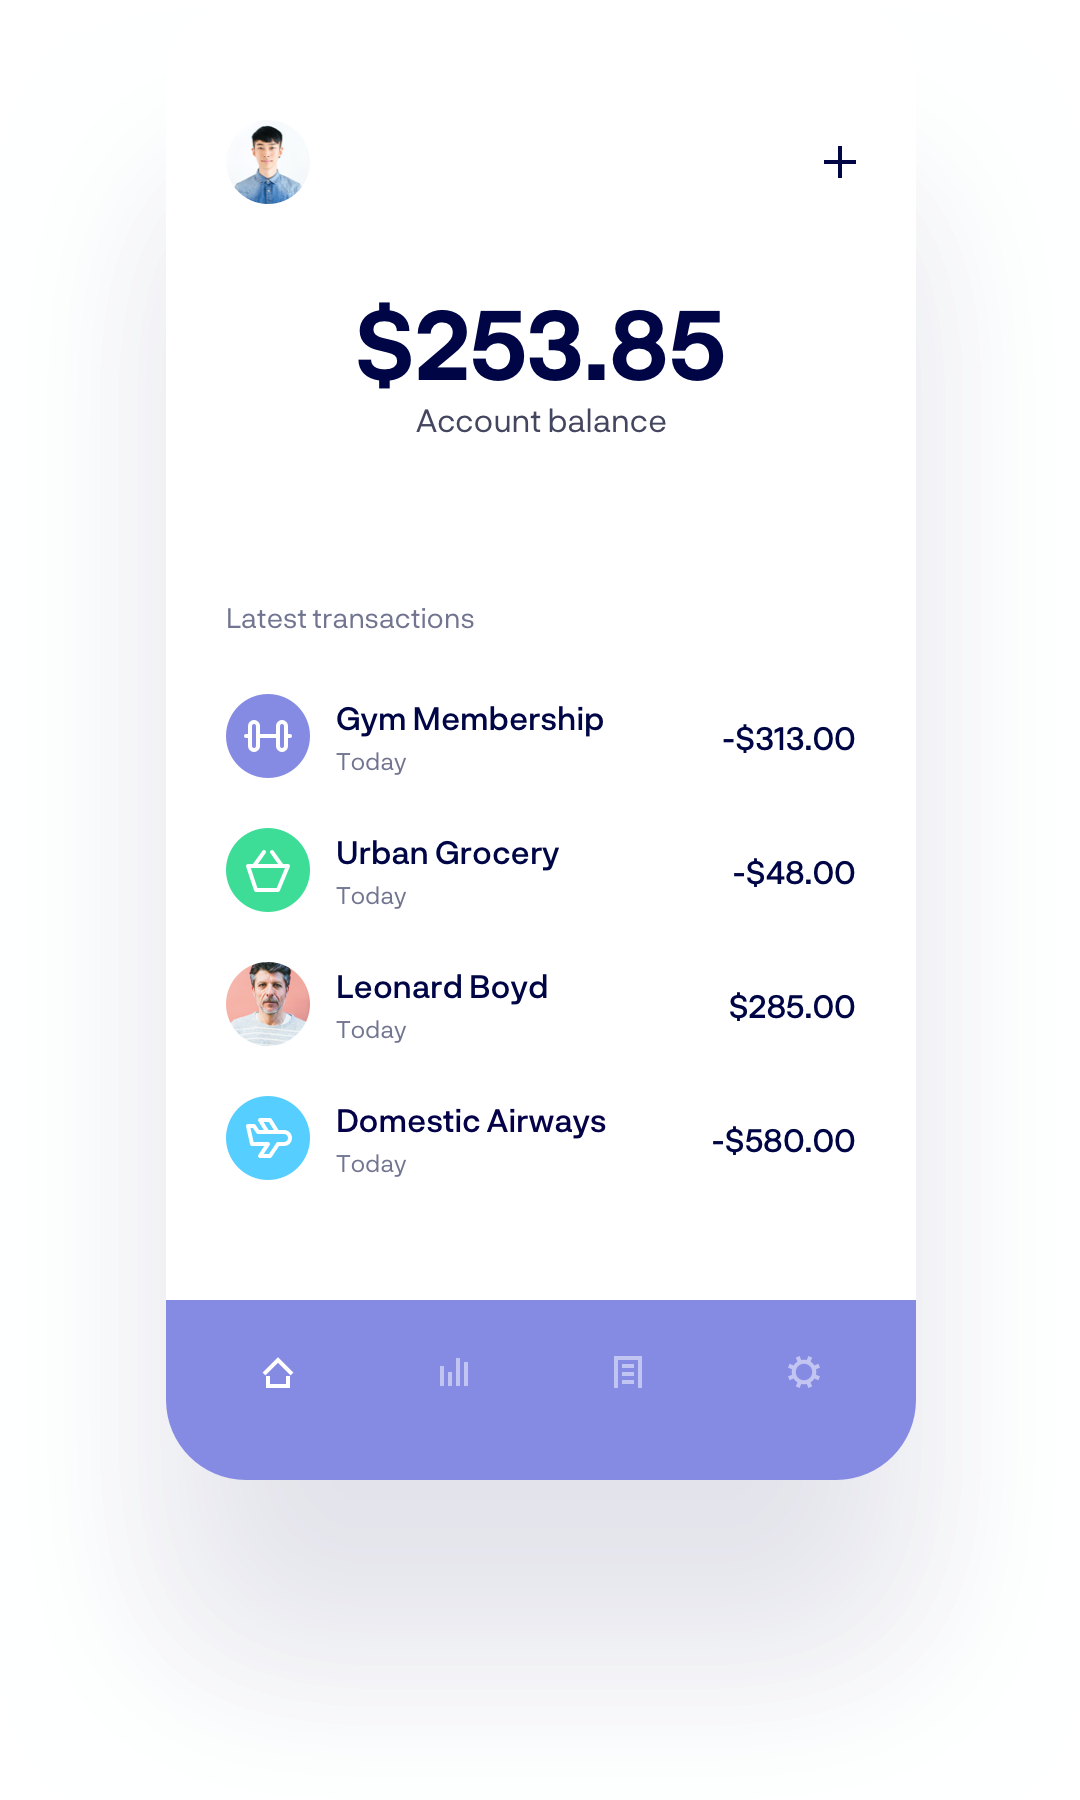 $253.85
Account balance
Latest transactions
Gym Membership
Today
-$313.00
Urban Grocery
Today
-$48.00
Leonard Boyd
Today
$285.00
Domestic Airways
Today
-$580.00